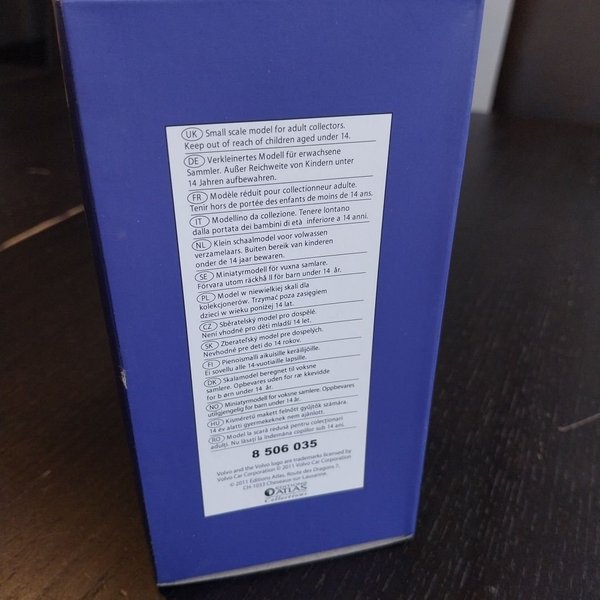 UK Small scale model for adult collectors.
Keep out of reach of children aged under 14.
DE Verkleinertes Modell für erwachsene
Sammler. Außer Reichweite von Kindern unter
14 Jahren aufbewahren.
FR Modèle réduit pour collectionneur adulte.
Tenir hors de portée des enfants de moins de 14 ans.
IT Modellino da collezione. Tenere lontano
dalla portata dei bambini di età inferiore a 14 anni.
NL Klein schaalmodel voor volwassen
verzamelaars. Buiten bereik van kinderen
onder de 14 jaar bewaren.
SE Miniatyrmodell för vuxna samlare.
Förvara utom räckhå ll för barn under 14 år.
PL Model w niewielkiej skali dla
kolekcjonerów. Trzymać poza zasięgiem
dzieci w wieku poniżej 14 lat.
CZ Sběratelský model pro dospělé.
Není vhodné pro děti mladší 14 let.
SK Zberateľský model pre dospelých.
Nevhodné pre deti do 14 rokov.
FI Pienoismalli aikuisille keräilijöille.
Ei sovellu alle 14-vuotiaille lapsille.
DK Skalamodel beregnet til voksne
samlere. Opbevares uden for ræ kkevidde
for b ørn under 14 år.
NO Miniatyrmodell for voksne samlere. Oppbevares
utilgjengelig for barn under 14 år.
HU Kisméretű makett felnőtt gyűjtők számára.
14 év alatti gyermekeknek nem ajánlott.
RO Model la scară redusă pentru colecționari
adulți. Nu lăsați la îndemâna copiilor sub 14 ani.
8 506 035
Volvo and the Volvo logo are trademarks licensed by
Volvo Car Corporation © 2011 Volvo Car Corporation
© 2011 Editions Atlas, Route des Dragons 7,
CH-1033 Cheseaux-sur-Lausanne
EDITIONS
ATLAS
Collections